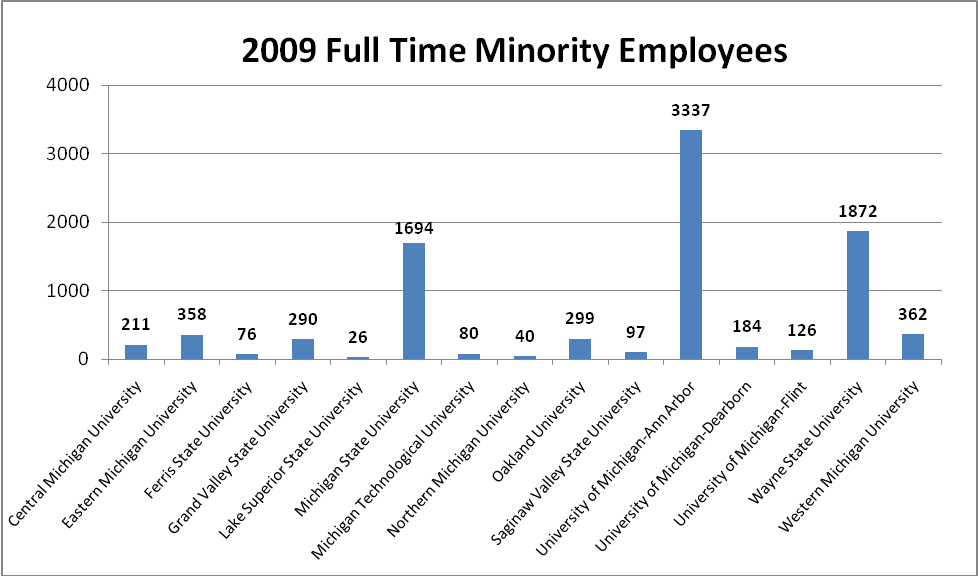 2009 Full Time Minority Employees
4000
3000
2000
1000
0
211
358
76
290
26
1694
80
40
299
97
3337
184
126
1872
362
Central Michigan University
Eastern Michigan University
Ferris State University
Grand Valley State University
Lake Superior State University
Michigan State University
Michigan Technological University
Northern Michigan University
Oakland University
Saginaw Valley State University
University of Michigan-Ann Arbor
University of Michigan-Dearborn
University of Michigan-Flint
Wayne State University
Western Michigan University